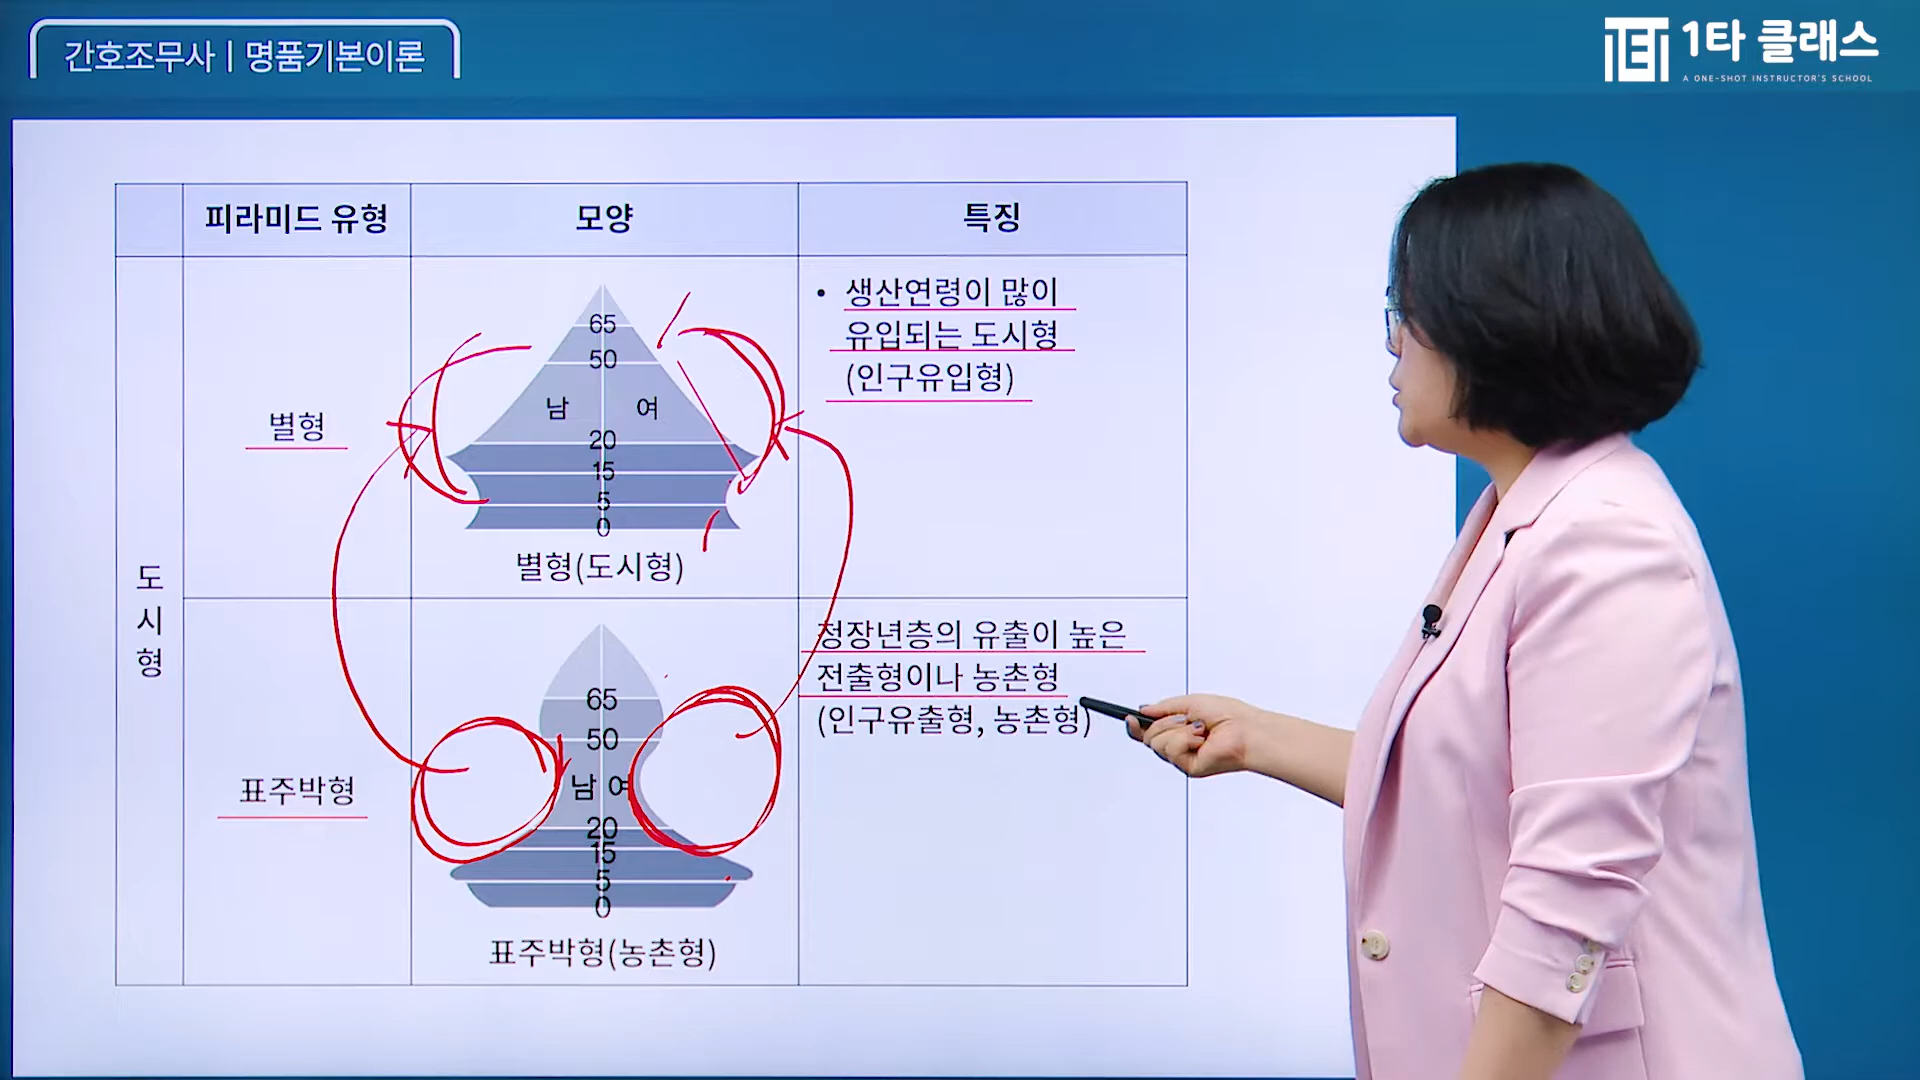 간호조무사 | 명품기본이론
1타 클래스
A ONE-SHOT INSTRUCTOR'S SCHOOL
피라미드 유형
모양
특징
도
시
형
별형
65
50
남 여
20
15
5
0
별형(도시형)
• 생산연령이 많이
유입되는 도시형
(인구유입형)
표주박형
65
50
남 여
20
15
5
0
표주박형(농촌형)
청장년층의 유출이 높은
전출형이나 농촌형
(인구유출형, 농촌형)